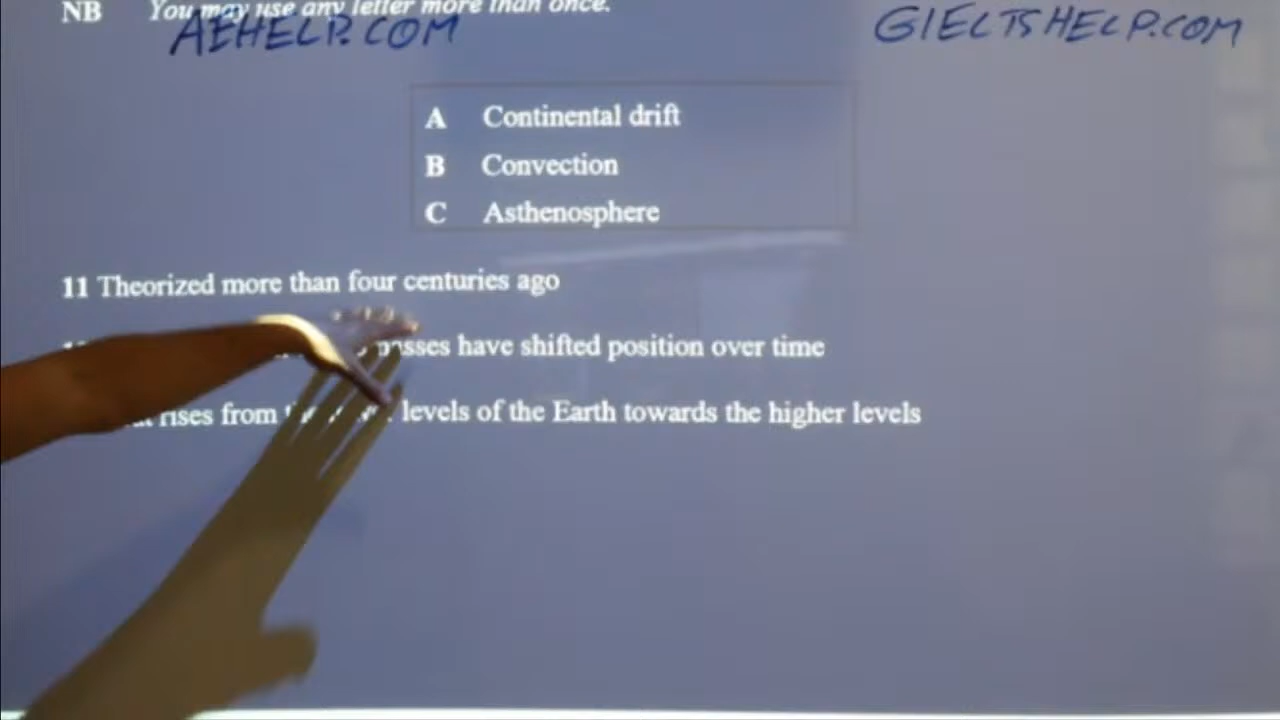 NB You may use any letter more than once.
AEHELP.COM GIELTSHELP.COM
A Continental drift
B Convection
C Asthenosphere
11 Theorized more than four centuries ago
have shifted position over time
rises from levels of the Earth towards the higher levels